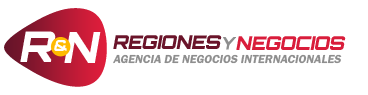 R&N
REGIONESYNEGOCIOS
AGENCIA DE NEGOCIOS INTERNACIONALES